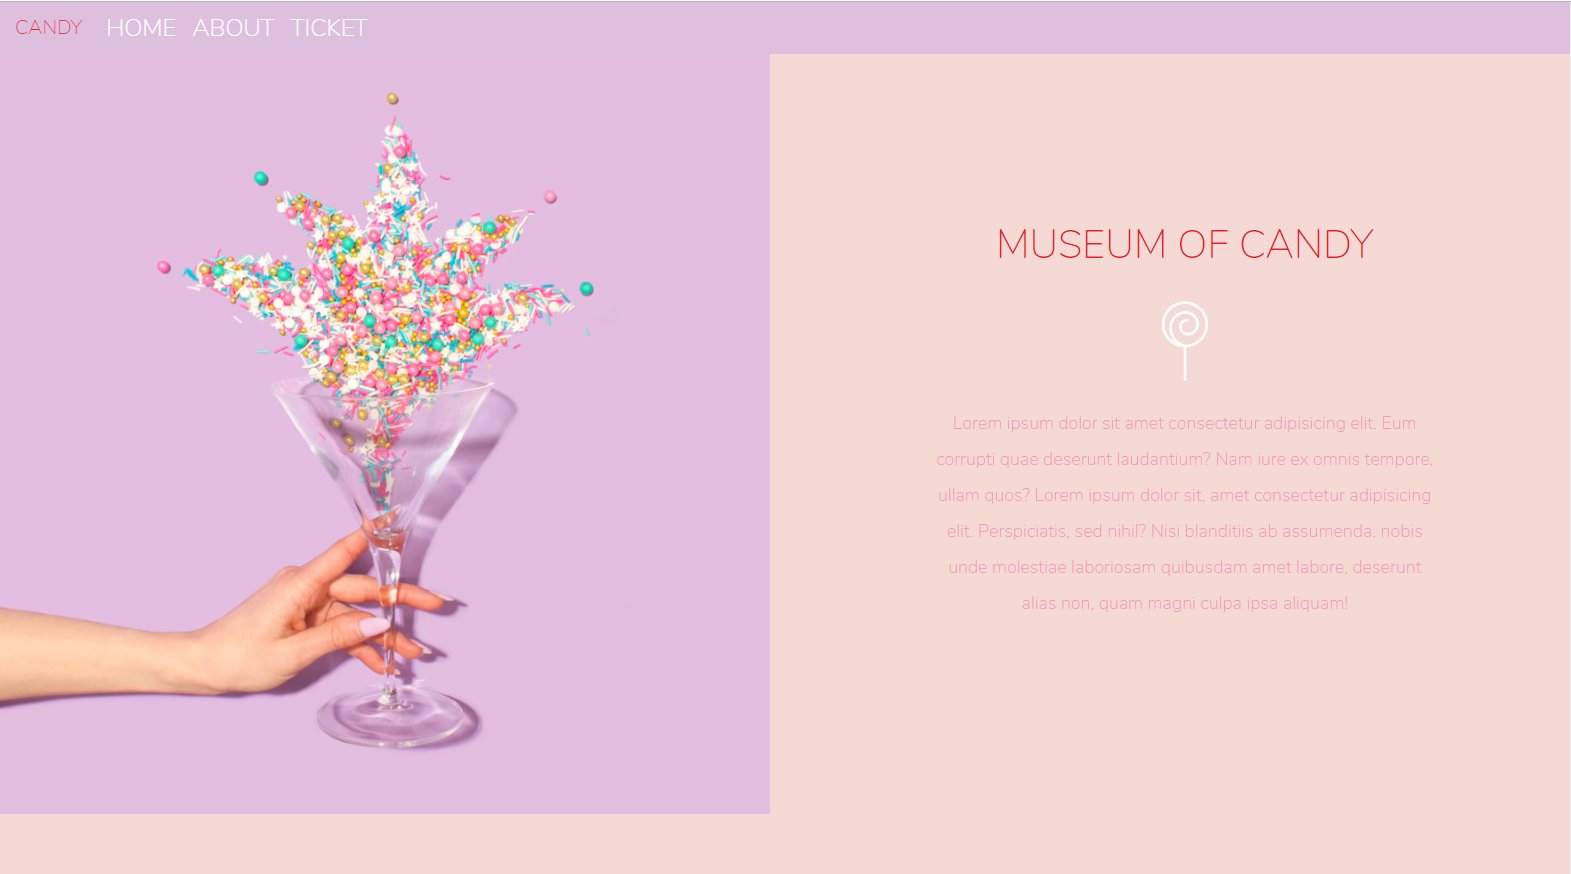 CANDY HOME ABOUT TICKET
MUSEUM OF CANDY
Lorem ipsum dolor sit amet consectetur adipisicing elit. Eum
corrupti quae deserunt laudantium? Nam iure ex omnis tempore,
ullam quos? Lorem ipsum dolor sit, amet consectetur adipisicing
elit. Perspiciatis, sed nihil? Nisi blanditiis ab assumenda, nobis
unde molestiae laboriosam quibusdam amet labore, deserunt
alias non, quam magni culpa ipsa aliquam!